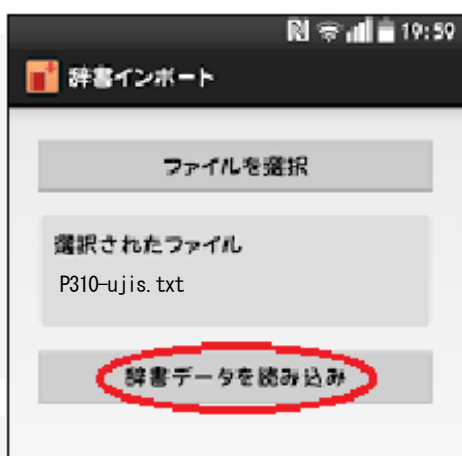 19:59
辞書インポート
ファイルを選択
選択されたファイル
P310-ujis.txt
辞書データを読み込み